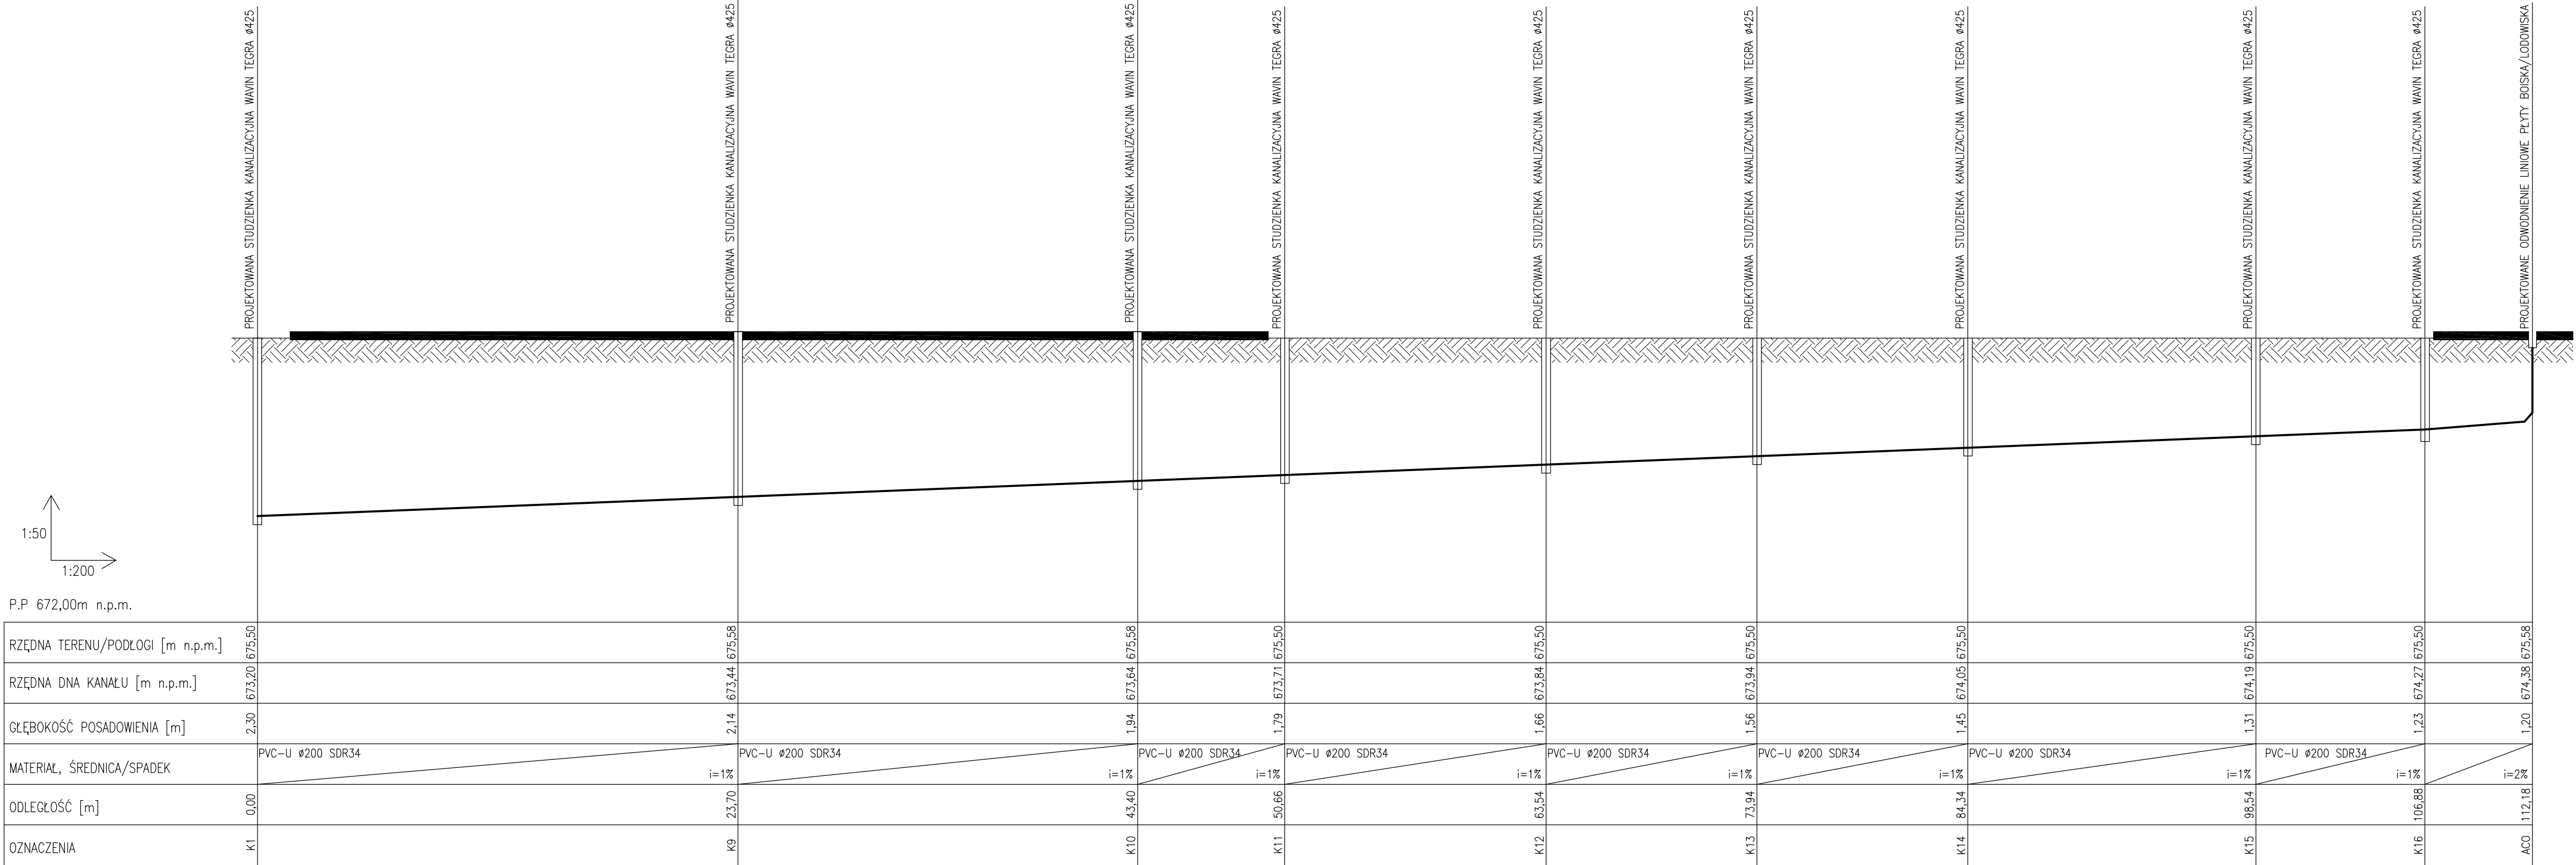 PROJEKTOWANA STUDZIENKA KANALIZACYJNA WAVIN TEGRA ø425
PROJEKTOWANA STUDZIENKA KANALIZACYJNA WAVIN TEGRA ø425
PROJEKTOWANA STUDZIENKA KANALIZACYJNA WAVIN TEGRA ø425
PROJEKTOWANA STUDZIENKA KANALIZACYJNA WAVIN TEGRA ø425
PROJEKTOWANA STUDZIENKA KANALIZACYJNA WAVIN TEGRA ø425
PROJEKTOWANA STUDZIENKA KANALIZACYJNA WAVIN TEGRA ø425
PROJEKTOWANA STUDZIENKA KANALIZACYJNA WAVIN TEGRA ø425
PROJEKTOWANA STUDZIENKA KANALIZACYJNA WAVIN TEGRA ø425
PROJEKTOWANA STUDZIENKA KANALIZACYJNA WAVIN TEGRA ø425
PROJEKTOWANE ODWODNIENIE LINIOWE PŁYTY BOISKA/LODOWISKA
1:50
1:200
P.P 672,00m n.p.m.
RZĘDNA TERENU/PODŁOGI [m n.p.m.] 675,50 675,58 675,58 675,50 675,50 675,50 675,50 675,50 675,50 675,58
RZĘDNA DNA KANAŁU [m n.p.m.] 673,20 673,44 673,64 673,71 673,84 673,94 674,05 674,19 674,27 674,38
GŁĘBOKOŚĆ POSADOWIENIA [m] 2,30 2,14 1,94 1,79 1,66 1,56 1,45 1,31 1,23 1,20
PVC-U ø200 SDR34 PVC-U ø200 SDR34 PVC-U ø200 SDR34 PVC-U ø200 SDR34 PVC-U ø200 SDR34 PVC-U ø200 SDR34 PVC-U ø200 SDR34 PVC-U ø200 SDR34
MATERIAŁ, ŚREDNICA/SPADEK i=1% i=1% i=1% i=1% i=1% i=1% i=1% i=1% i=2%
ODLEGŁOŚĆ [m] 0,00 23,70 43,40 50,66 63,54 73,94 84,34 98,54 106,88 112,18
OZNACZENIA K1 K9 K10 K11 K12 K13 K14 K15 K16 ACO